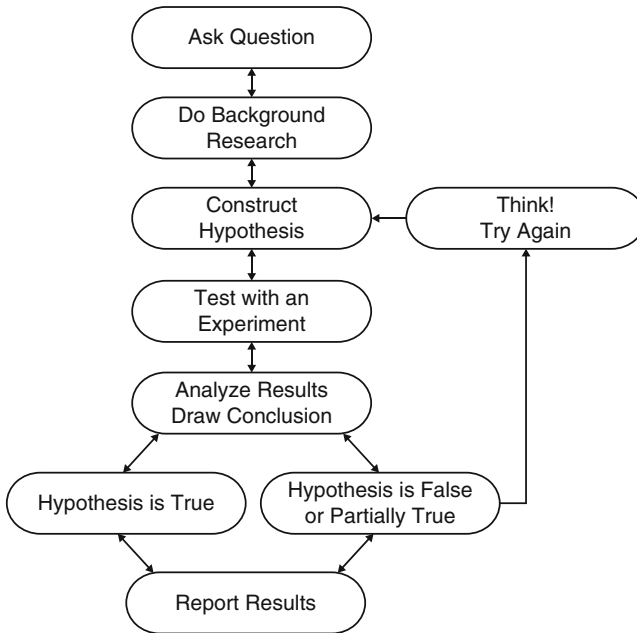 Ask Question
Do Background
Research
Construct
Hypothesis
Think!
Try Again
Test with an
Experiment
Analyze Results
Draw Conclusion
Hypothesis is True
Hypothesis is False
or Partially True
Report Results